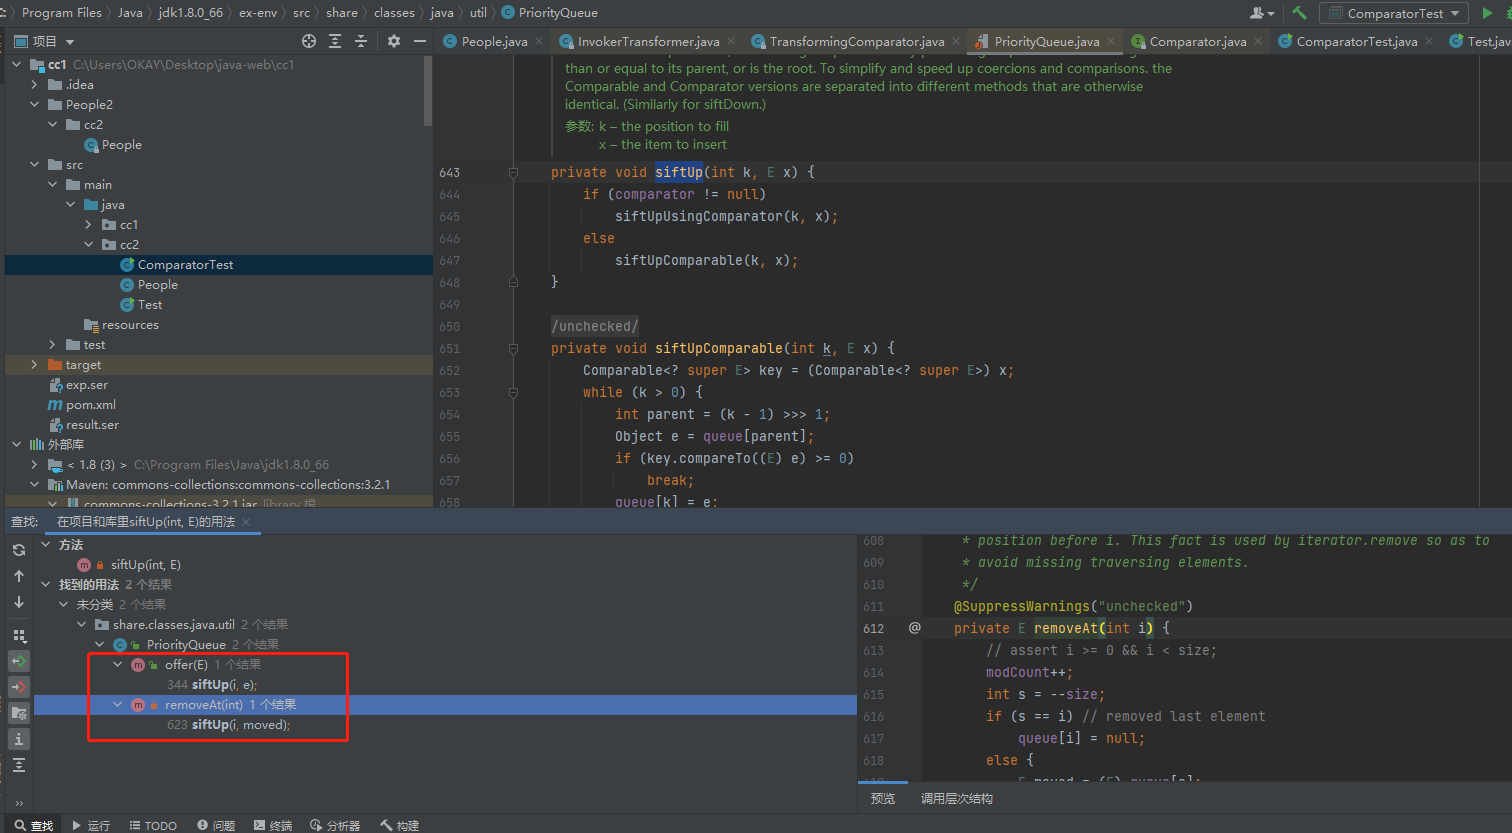 Program Files 〉 Java 〉 jdk1.8.0_66 〉 ex-env 〉 src 〉 share 〉 classes 〉 java 〉 util 〉 PriorityQueue
ComparatorTest
项目
People.java × InvokerTransformer.java × TransformingComparator.java × PriorityQueue.java × Comparator.java × ComparatorTest.java × Test.jav
cc1 C:\Users\OKAY\Desktop\java-web\cc1
.idea
People2
cc2
People
src
main
java
cc1
cc2
ComparatorTest
People
Test
resources
test
target
exp.ser
pom.xml
result.ser
外部库
< 1.8 (3) > C:\Program Files\Java\jdk1.8.0_66
Maven: commons-collections:commons-collections:3.2.1
commons-collections-3.2.1.jar library 根
than or equal to its parent, or is the root. To simplify and speed up coercions and comparisons. the
Comparable and Comparator versions are separated into different methods that are otherwise
identical. (Similarly for siftDown.)
参数: k – the position to fill
x – the item to insert
643 private void siftUp(int k, E x) {
644 if (comparator != null)
645 siftUpUsingComparator(k, x);
646 else
647 siftUpComparable(k, x);
648 }
649
650 /unchecked/
651 private void siftUpComparable(int k, E x) {
652 Comparable<? super E> key = (Comparable<? super E>) x;
653 while (k > 0) {
654 int parent = (k - 1) >>> 1;
655 Object e = queue[parent];
656 if (key.compareTo((E) e) >= 0)
657 break;
658 queue[k] = e;
查找: 在项目和库里siftUp(int, E)的用法 ×
方法
siftUp(int, E)
找到的用法 2 个结果
未分类 2 个结果
share.classes.java.util 2 个结果
PriorityQueue 2 个结果
offer(E) 1 个结果
344 siftUp(i, e);
removeAt(int) 1 个结果
623 siftUp(i, moved);
608 * position before i. This fact is used by iterator.remove so as to
609 * avoid missing traversing elements.
610 */
611 @SuppressWarnings("unchecked")
612 @ private E removeAt(int i) {
613 // assert i >= 0 && i < size;
614 modCount++;
615 int s = --size;
616 if (s == i) // removed last element
617 queue[i] = null;
618 else {
预览 调用层次结构
查找 运行 TODO 问题 终端 分析器 构建